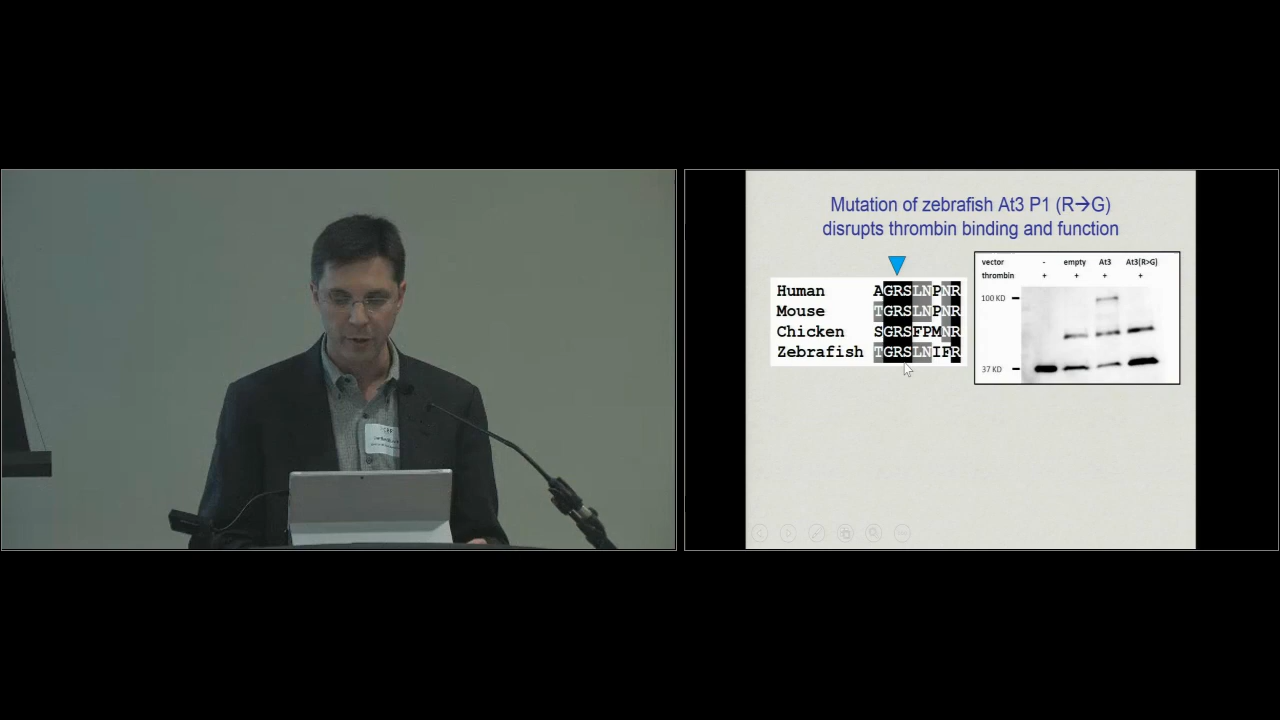 Mutation of zebrafish At3 P1 (R→G)
disrupts thrombin binding and function
Human AGRSLNPNR
Mouse TGRSLNPNR
Chicken SGRSFPMNR
Zebrafish TGRSLNIFR
vector - empty At3 At3(R>G)
thrombin + + + +
100 KD
37 KD